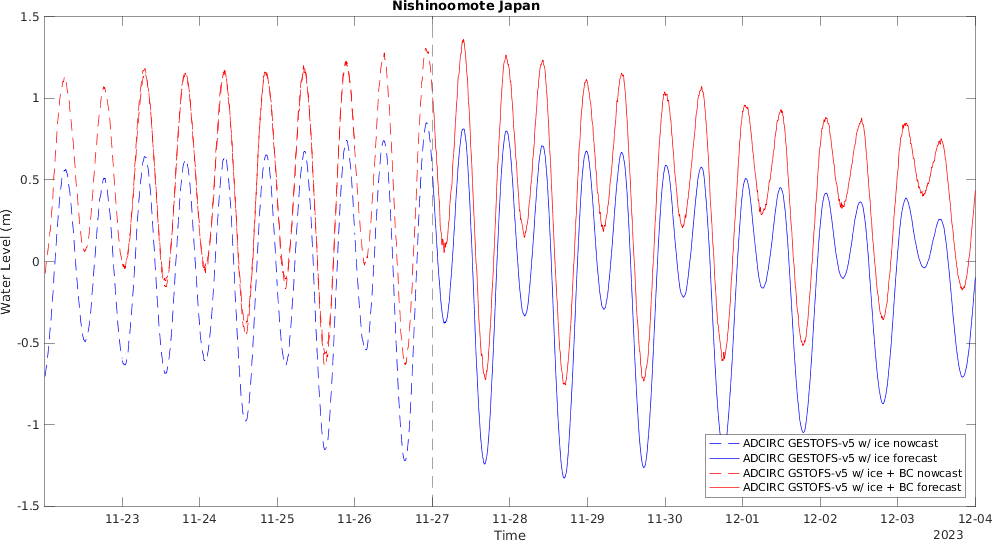 Nishinoomote Japan
1.5
1
0.5
0
-0.5
-1
-1.5
Water Level (m)
11-23 11-24 11-25 11-26 11-27 11-28 11-29 11-30 12-01 12-02 12-03 12-04
Time
2023
ADCIRC GESTOFS-v5 w/ ice nowcast
ADCIRC GESTOFS-v5 w/ ice forecast
ADCIRC GSTOFS-v5 w/ ice + BC nowcast
ADCIRC GSTOFS-v5 w/ ice + BC forecast